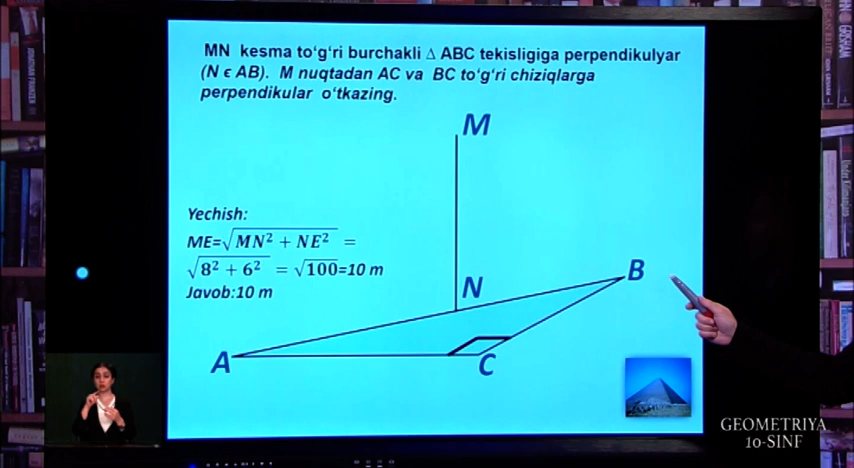 MN kesma to‘g‘ri burchakli ∆ ABC tekisligiga perpendikulyar
(N ϵ AB). M nuqtadan AC va BC to‘g‘ri chiziqlarga
perpendikular o‘tkazing.
M
Yechish:
ME=√MN² + NE² =
√8² + 6² = √100=10 m
Javob:10 m
N
B
A
C
GEOMETRIYA
10-SINF